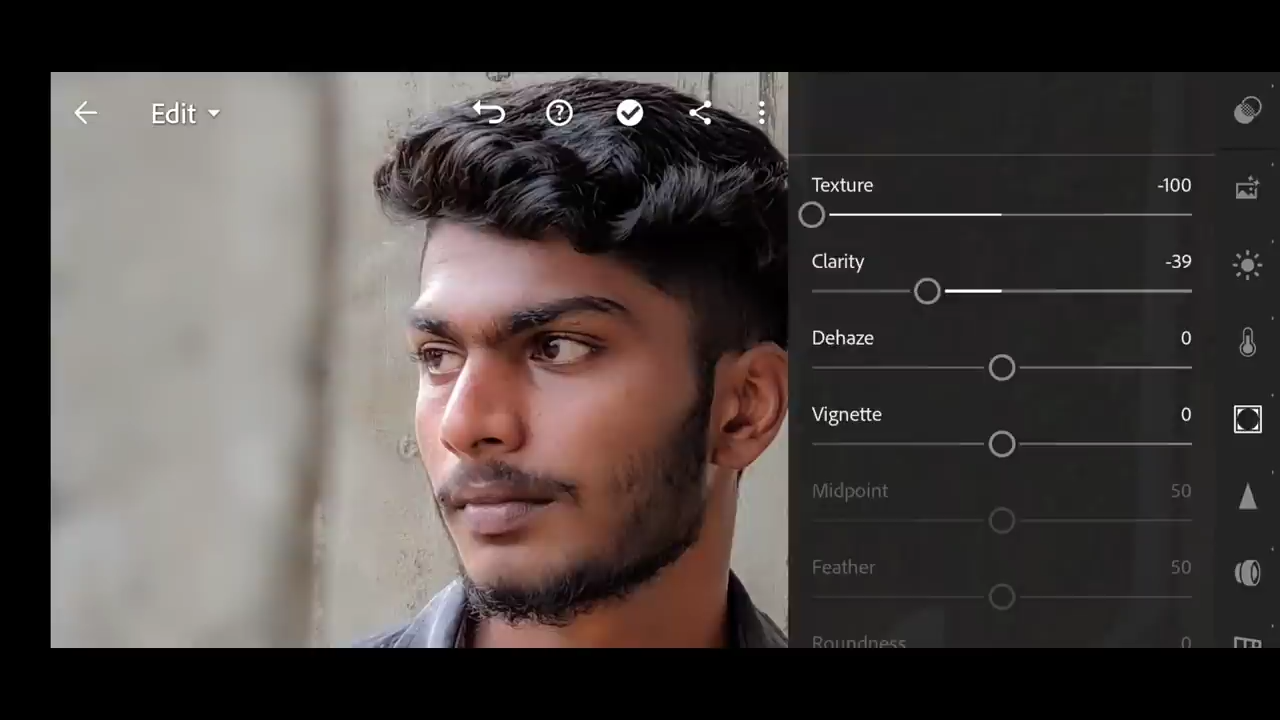 Edit
Texture -100
Clarity -39
Dehaze 0
Vignette 0
Midpoint 50
Feather 50
Roundness 0